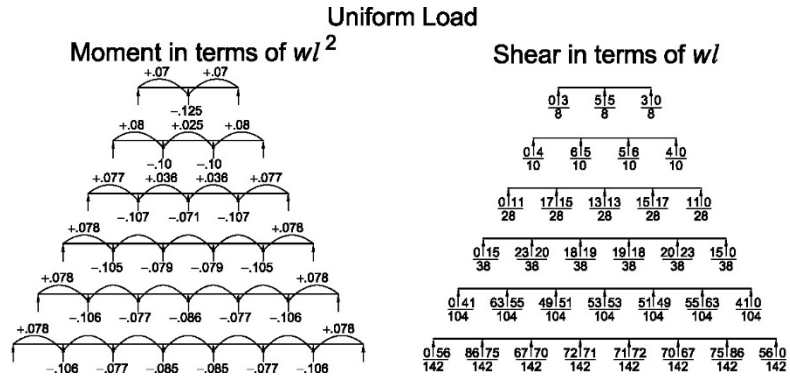 Uniform Load
Moment in terms of wl²
Shear in terms of wl
+.07 +.07
−.125
+.08 +.025 +.08
−.10 −.10
+.077 +.036 +.036 +.077
−.107 −.071 −.107
+.078 +.078
−.105 −.079 −.079 −.105
+.078 +.078
−.106 −.077 −.086 −.077 −.106
+.078 +.078
−.106 −.077 −.085 −.085 −.077 −.106
0 3 5 5 3 0
8 8 8
0 4 6 5 5 6 4 0
10 10 10 10
0 11 17 15 13 13 15 17 11 0
28 28 28 28 28
0 15 23 20 18 19 19 18 20 23 15 0
38 38 38 38 38 38
0 41 63 55 49 51 53 53 51 49 55 63 41 0
104 104 104 104 104 104 104
0 56 86 75 67 70 72 71 71 72 70 67 75 86 56 0
142 142 142 142 142 142 142 142